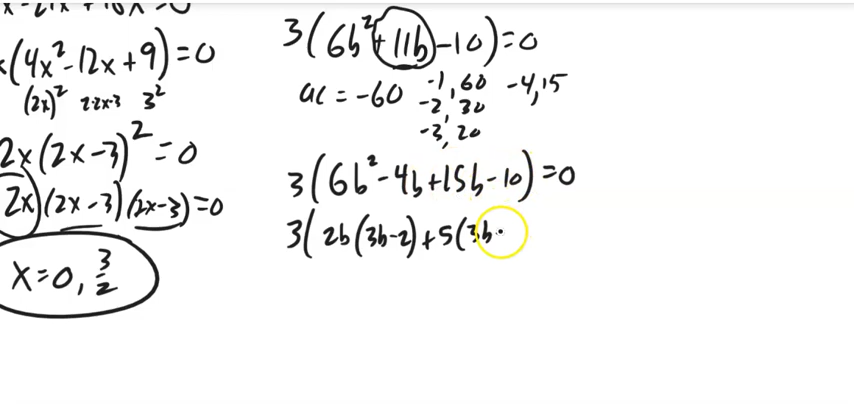 x(4x²-12x+9)=0
(2x)² 2·2x·3 3²
2x(2x-3)²=0
2x(2x-3)(2x-3)=0
x=0, 3/2
3(6b²+11b-10)=0
ac=-60 -1,60 -4,15
-2,30
-3,20
3(6b²-4b+15b-10)=0
3(2b(3b-2)+5(3b-